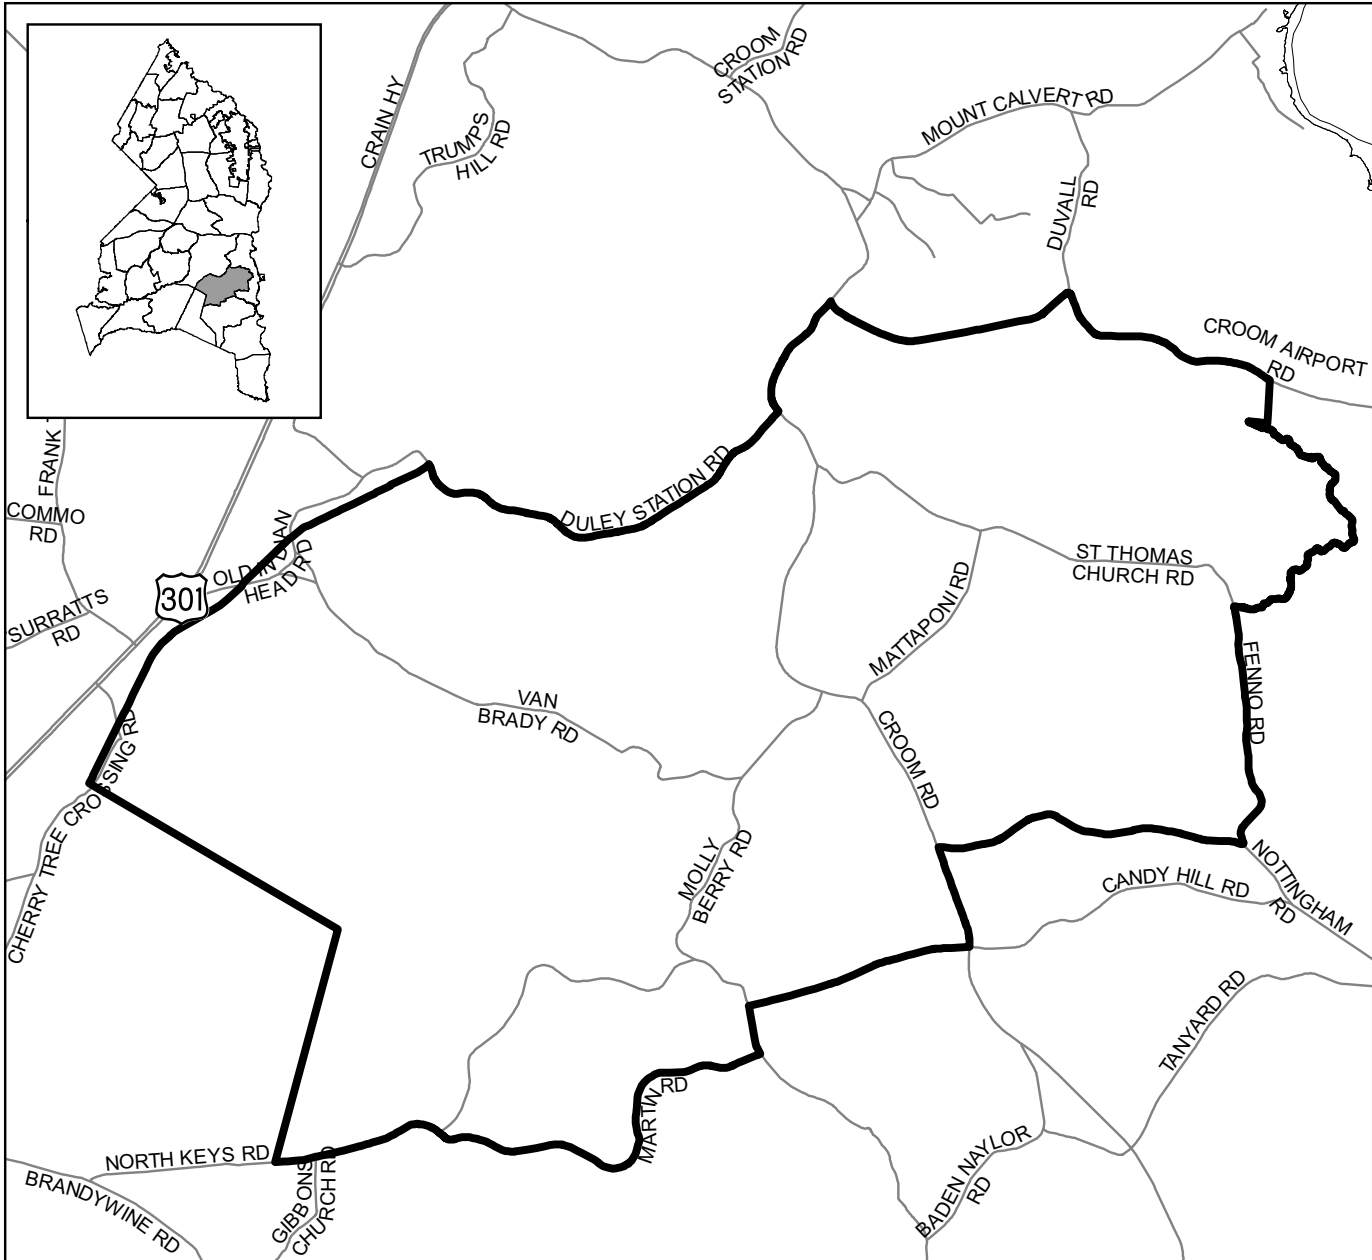 CROOM
STATION RD
CRAIN HY
TRUMPS
HILL RD
MOUNT CALVERT RD
DUVALL
RD
CROOM AIRPORT
RD
FRANK
COMMO
RD
DULEY STATION RD
OLD INDIAN
HEAD RD
301
SURRATTS
RD
ST THOMAS
CHURCH RD
MATTAPONI RD
FENNO RD
VAN
BRADY RD
CROOM RD
CHERRY TREE CROSSING RD
MOLLY
BERRY RD
CANDY HILL RD
NOTTINGHAM
RD
TANYARD RD
MARTIN RD
BADEN NAYLOR
RD
NORTH KEYS RD
GIBBONS
CHURCH RD
BRANDYWINE RD